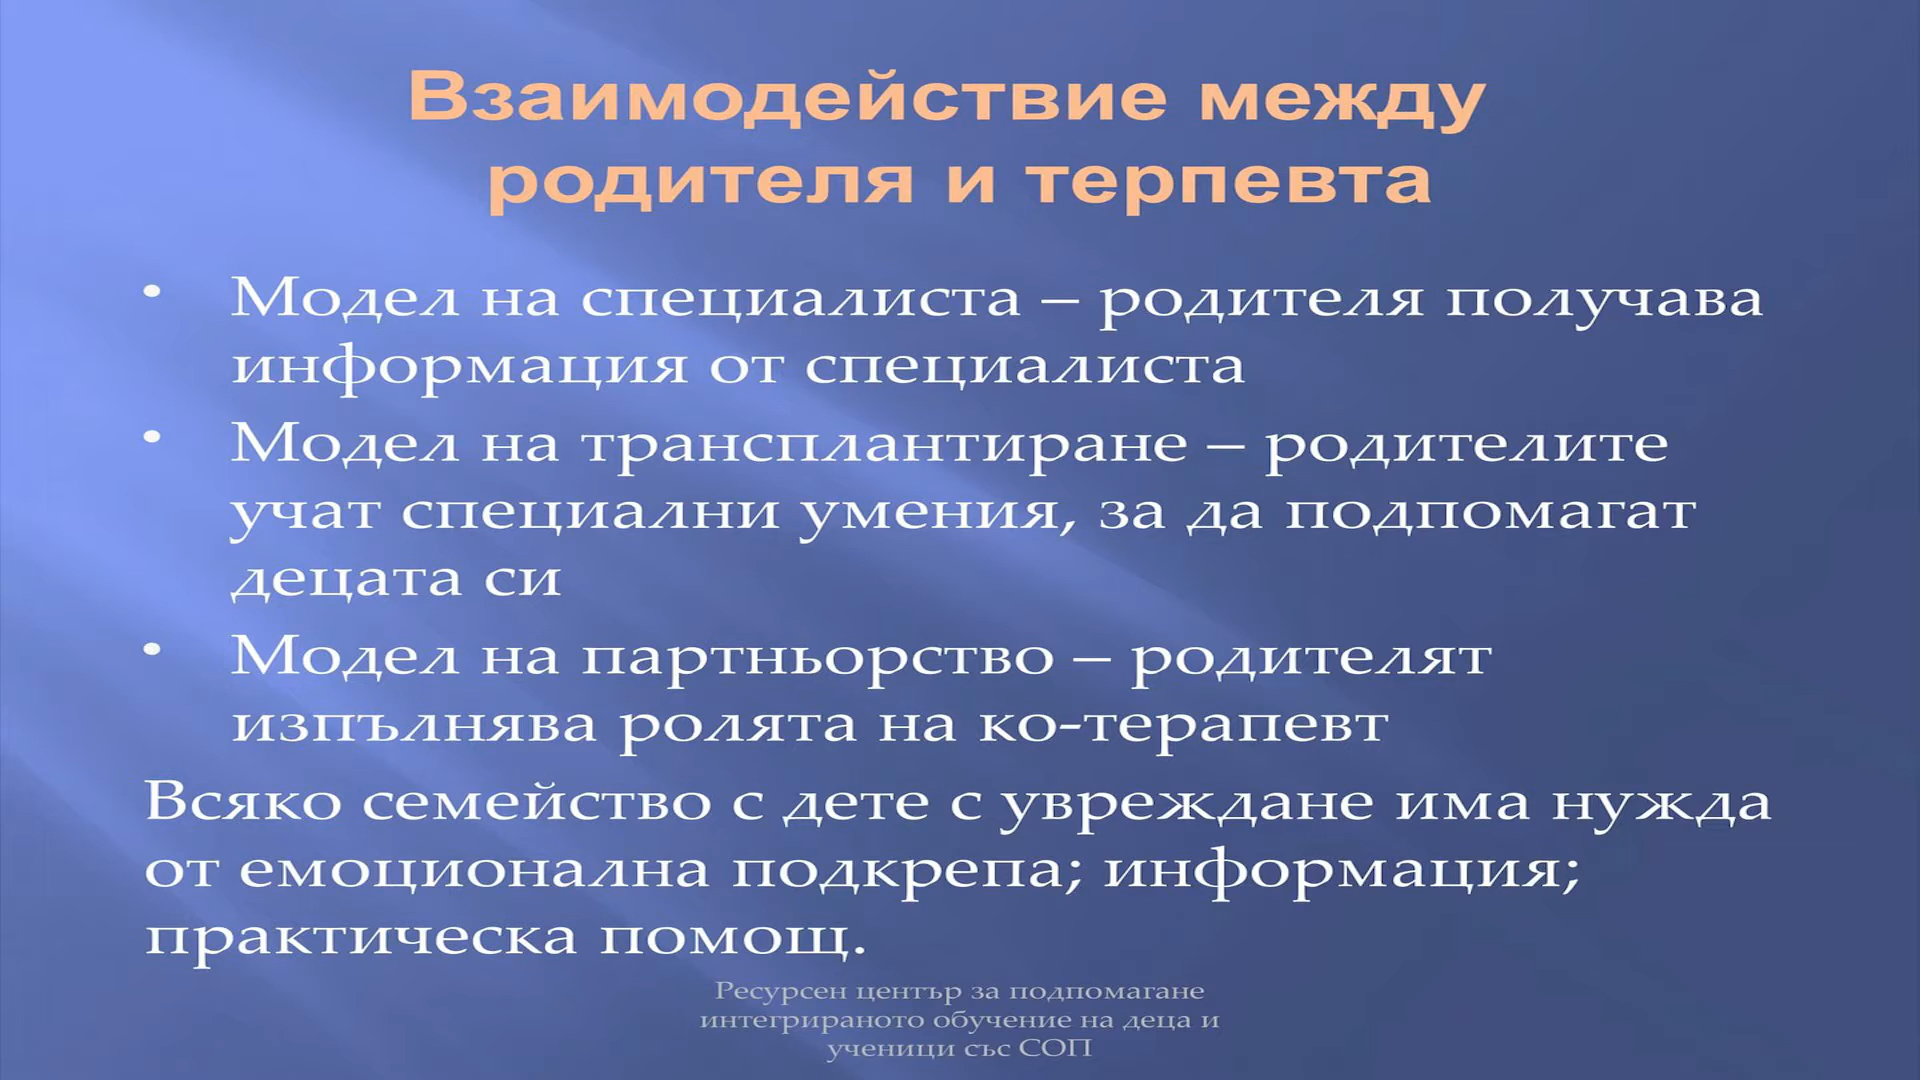 Взаимодействие между
родителя и терпевта
• Модел на специалиста – родителя получава
информация от специалиста
• Модел на трансплантиране – родителите
учат специални умения, за да подпомагат
децата си
• Модел на партньорство – родителят
изпълнява ролята на ко-терапевт
Всяко семейство с дете с увреждане има нужда
от емоционална подкрепа; информация;
практическа помощ.
Ресурсен център за подпомагане
интегрираното обучение на деца и
ученици със СОП